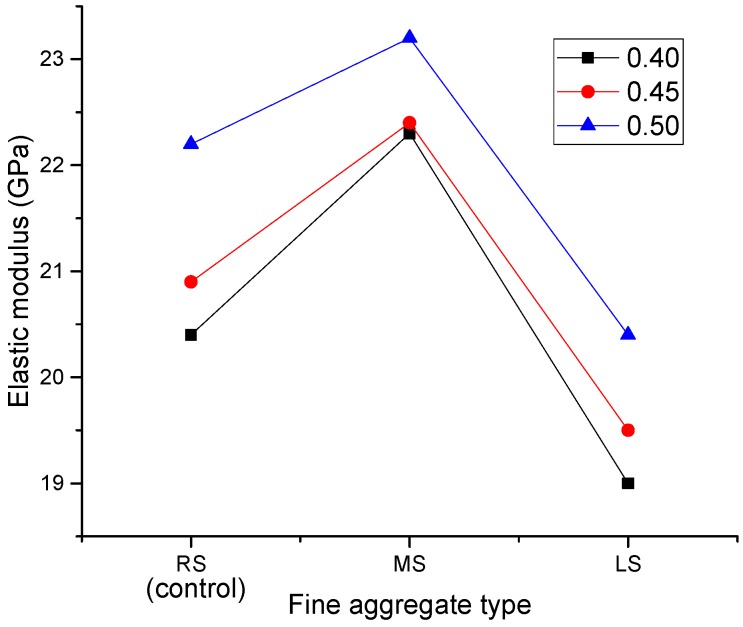 0.40
0.45
0.50
Elastic modulus (GPa)
23
22
21
20
19
RS
(control)
MS
LS
Fine aggregate type